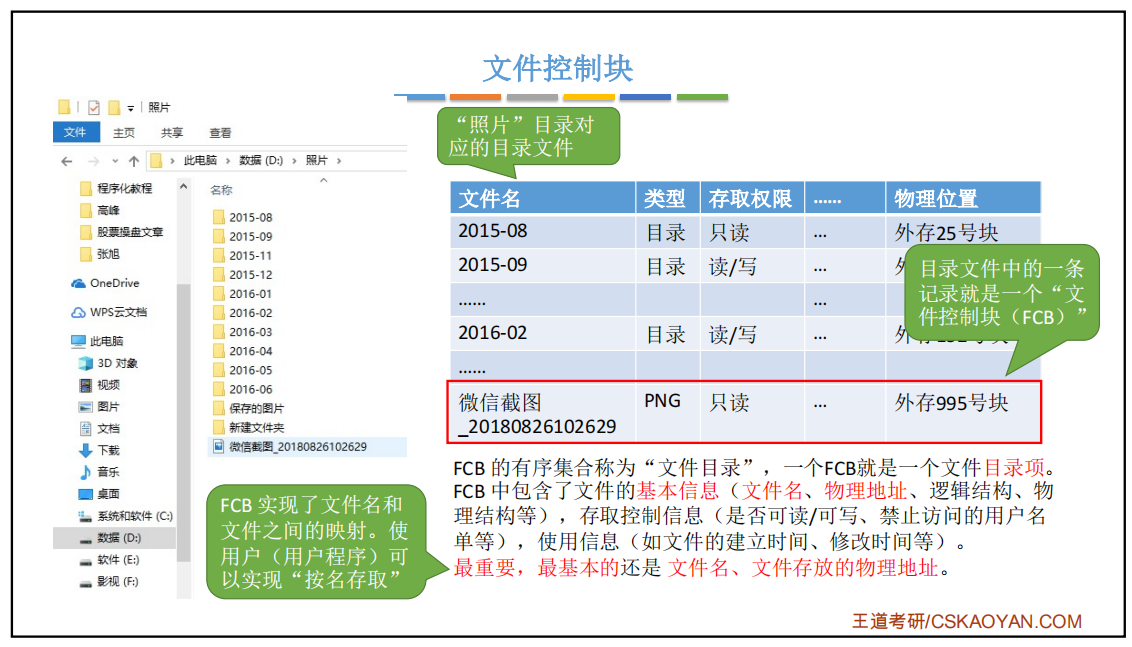 文件控制块
照片
文件 主页 共享 查看
此电脑 数据 (D:) 照片
程序化教程
高峰
股票操盘文章
张旭
OneDrive
WPS云文档
此电脑
3D 对象
视频
图片
文档
下载
音乐
桌面
系统和软件 (C:)
数据 (D:)
软件 (E:)
影视 (F:)
名称
2015-08
2015-09
2015-11
2015-12
2016-01
2016-02
2016-03
2016-04
2016-05
2016-06
保存的图片
新建文件夹
微信截图_20180826102629
“照片”目录对
应的目录文件
文件名 类型 存取权限 ...... 物理位置
2015-08 目录 只读 ... 外存25号块
2015-09 目录 读/写 ... 外
...... ...
2016-02 目录 读/写 ... 外存
......
微信截图
_20180826102629 PNG 只读 ... 外存995号块
目录文件中的一条
记录就是一个“文
件控制块（FCB）”
FCB 的有序集合称为“文件目录”，一个FCB就是一个文件目录项。
FCB 中包含了文件的基本信息（文件名、物理地址、逻辑结构、物
理结构等），存取控制信息（是否可读/可写、禁止访问的用户名
单等），使用信息（如文件的建立时间、修改时间等）。
最重要，最基本的还是 文件名、文件存放的物理地址。
FCB 实现了文件名和
文件之间的映射。使
用户（用户程序）可
以实现“按名存取”
王道考研/CSKAOYAN.COM